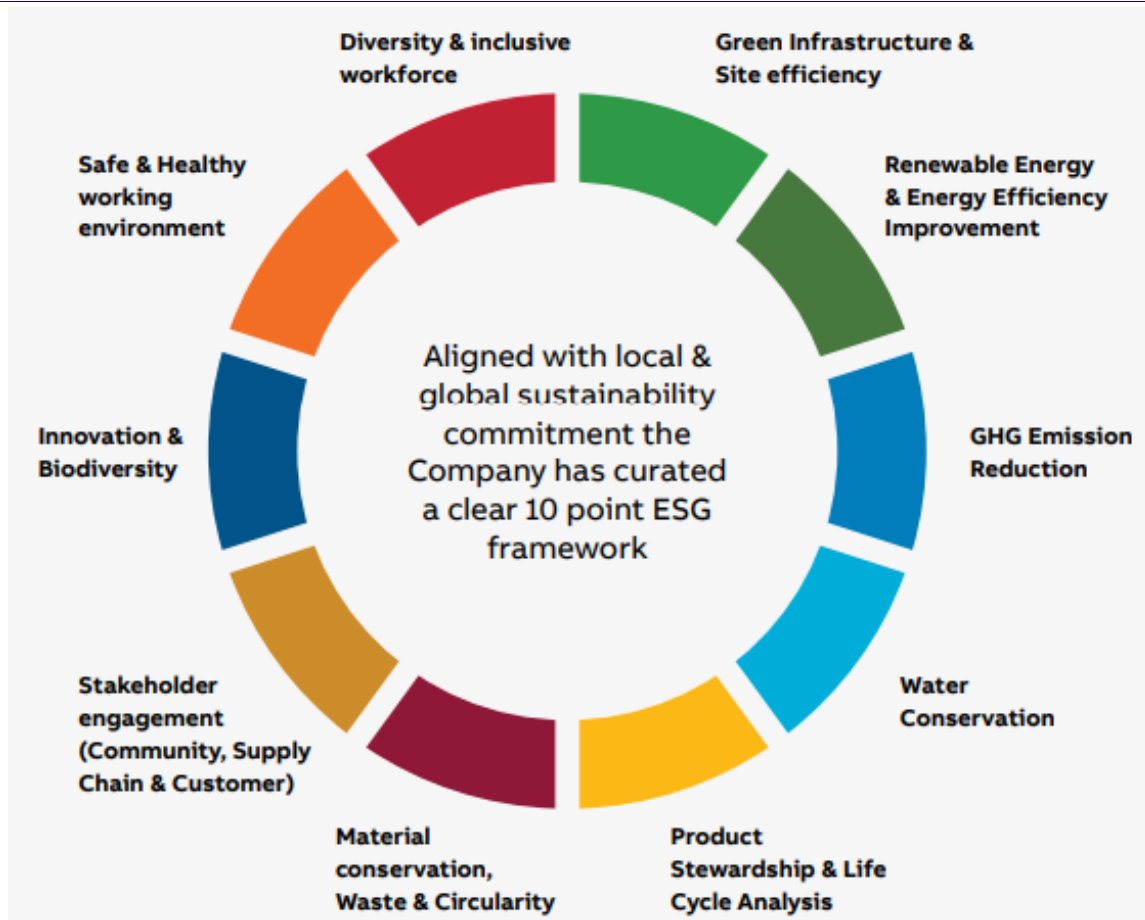 Diversity & inclusive
workforce
Green Infrastructure &
Site efficiency
Safe & Healthy
working
environment
Renewable Energy
& Energy Efficiency
Improvement
Aligned with local &
global sustainability
commitment the
Company has curated
a clear 10 point ESG
framework
Innovation &
Biodiversity
GHG Emission
Reduction
Stakeholder
engagement
(Community, Supply
Chain & Customer)
Water
Conservation
Material
conservation,
Waste & Circularity
Product
Stewardship & Life
Cycle Analysis